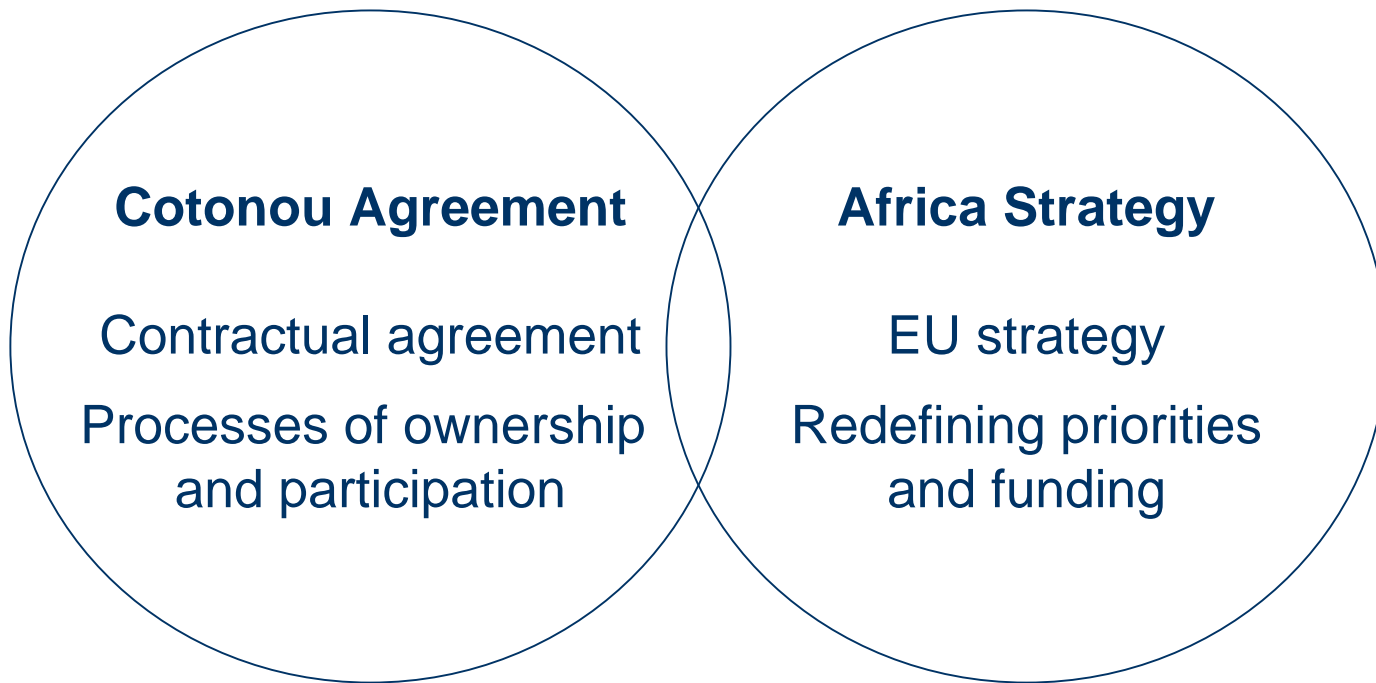 Cotonou Agreement
Contractual agreement
Processes of ownership
and participation
Africa Strategy
EU strategy
Redefining priorities
and funding